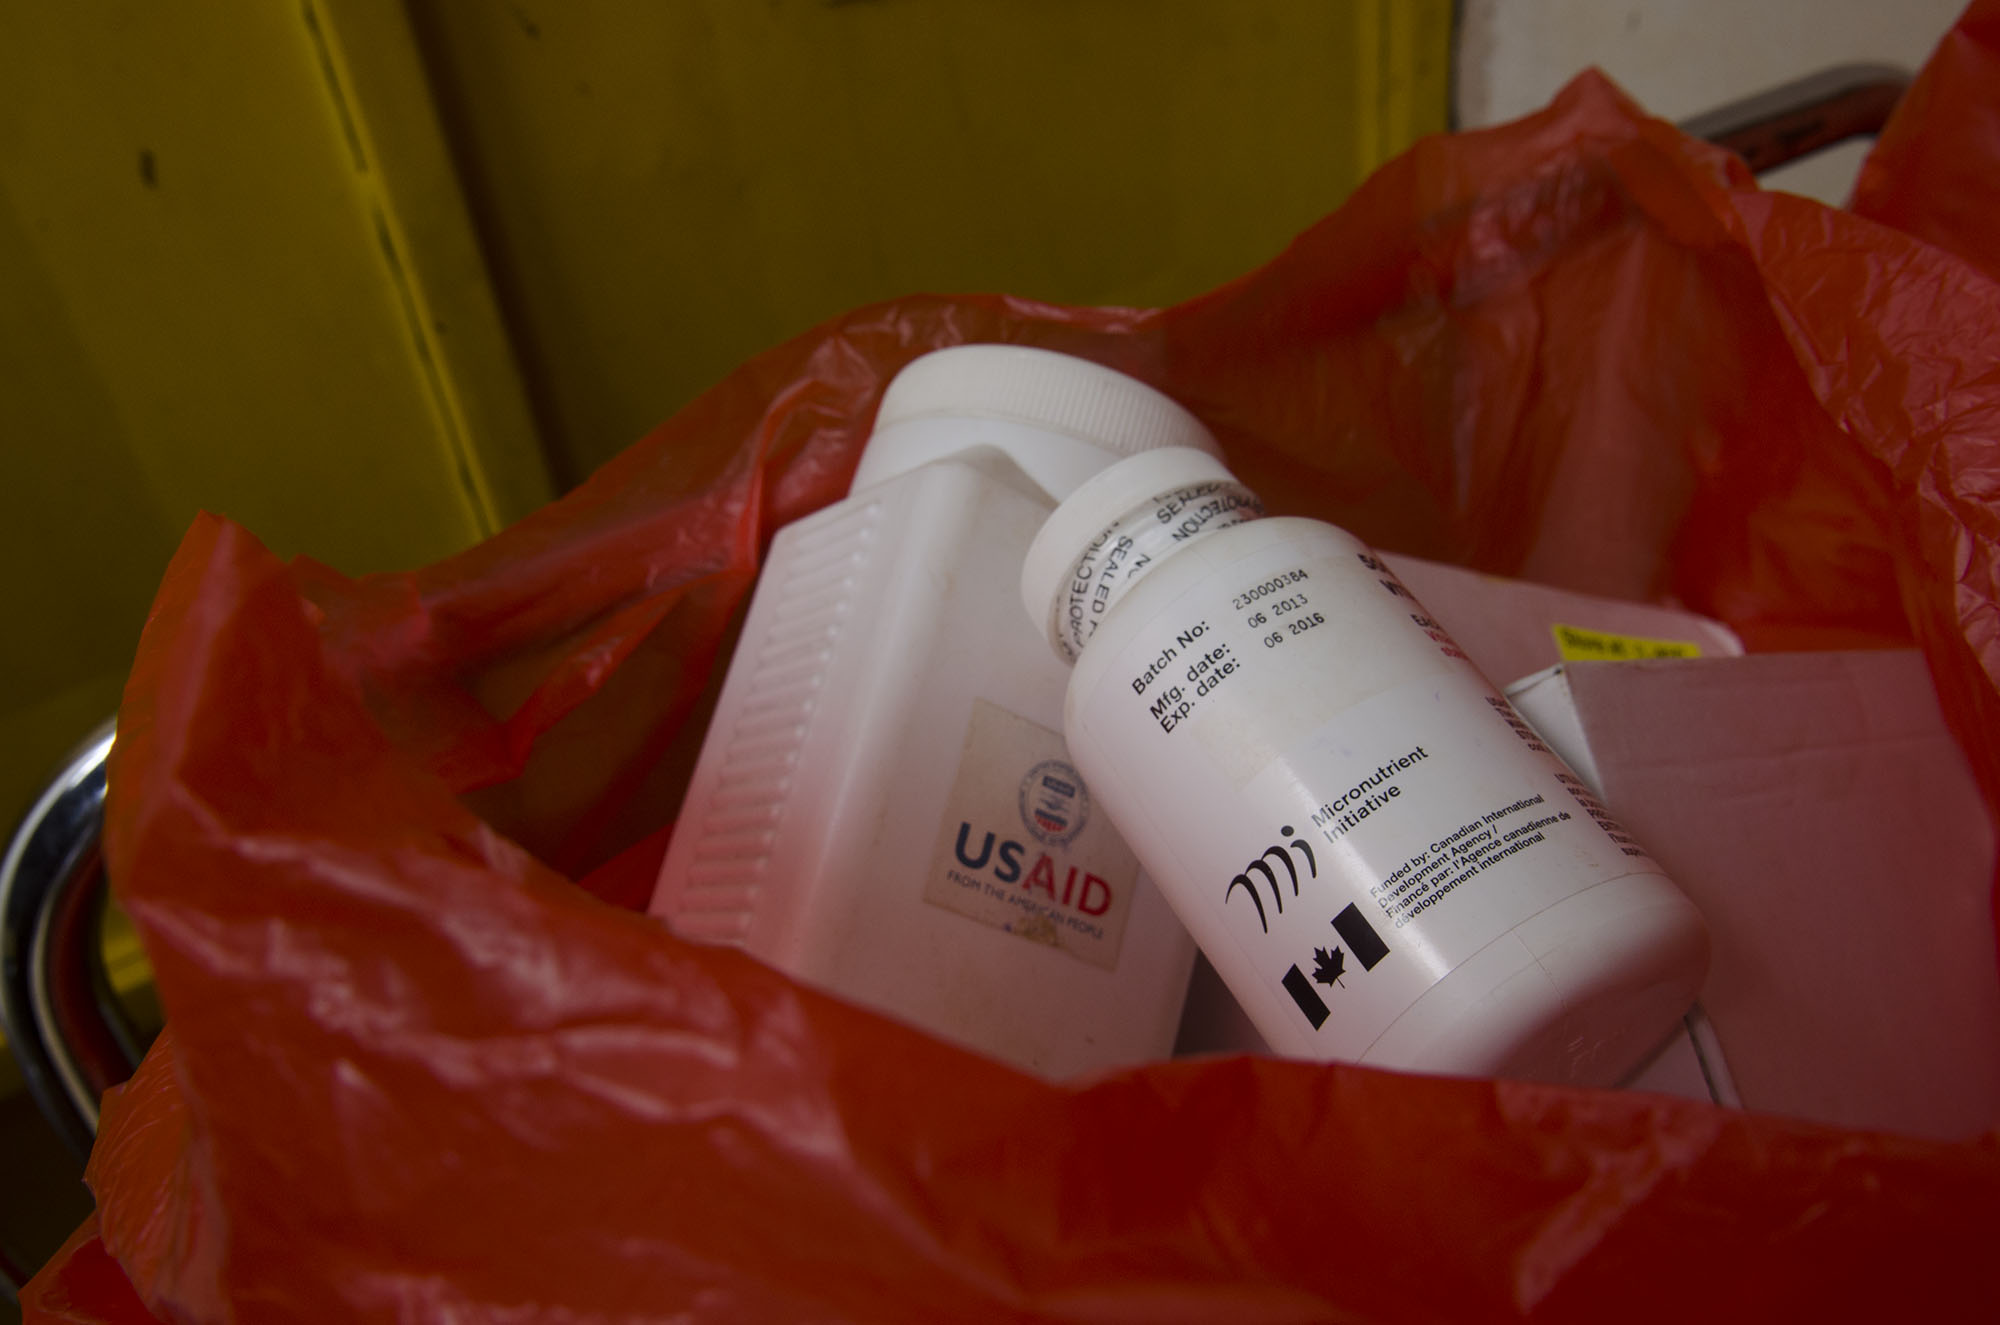 PROTECTION
SEALED
Batch No: 230000384
Mfg. date: 06 2013
Exp. date: 06 2016
Micronutrient
Initiative
mi
Funded by: Canadian International
Development Agency /
Financé par: l'Agence canadienne de
développement international
USAID
FROM THE AMERICAN PEOPLE